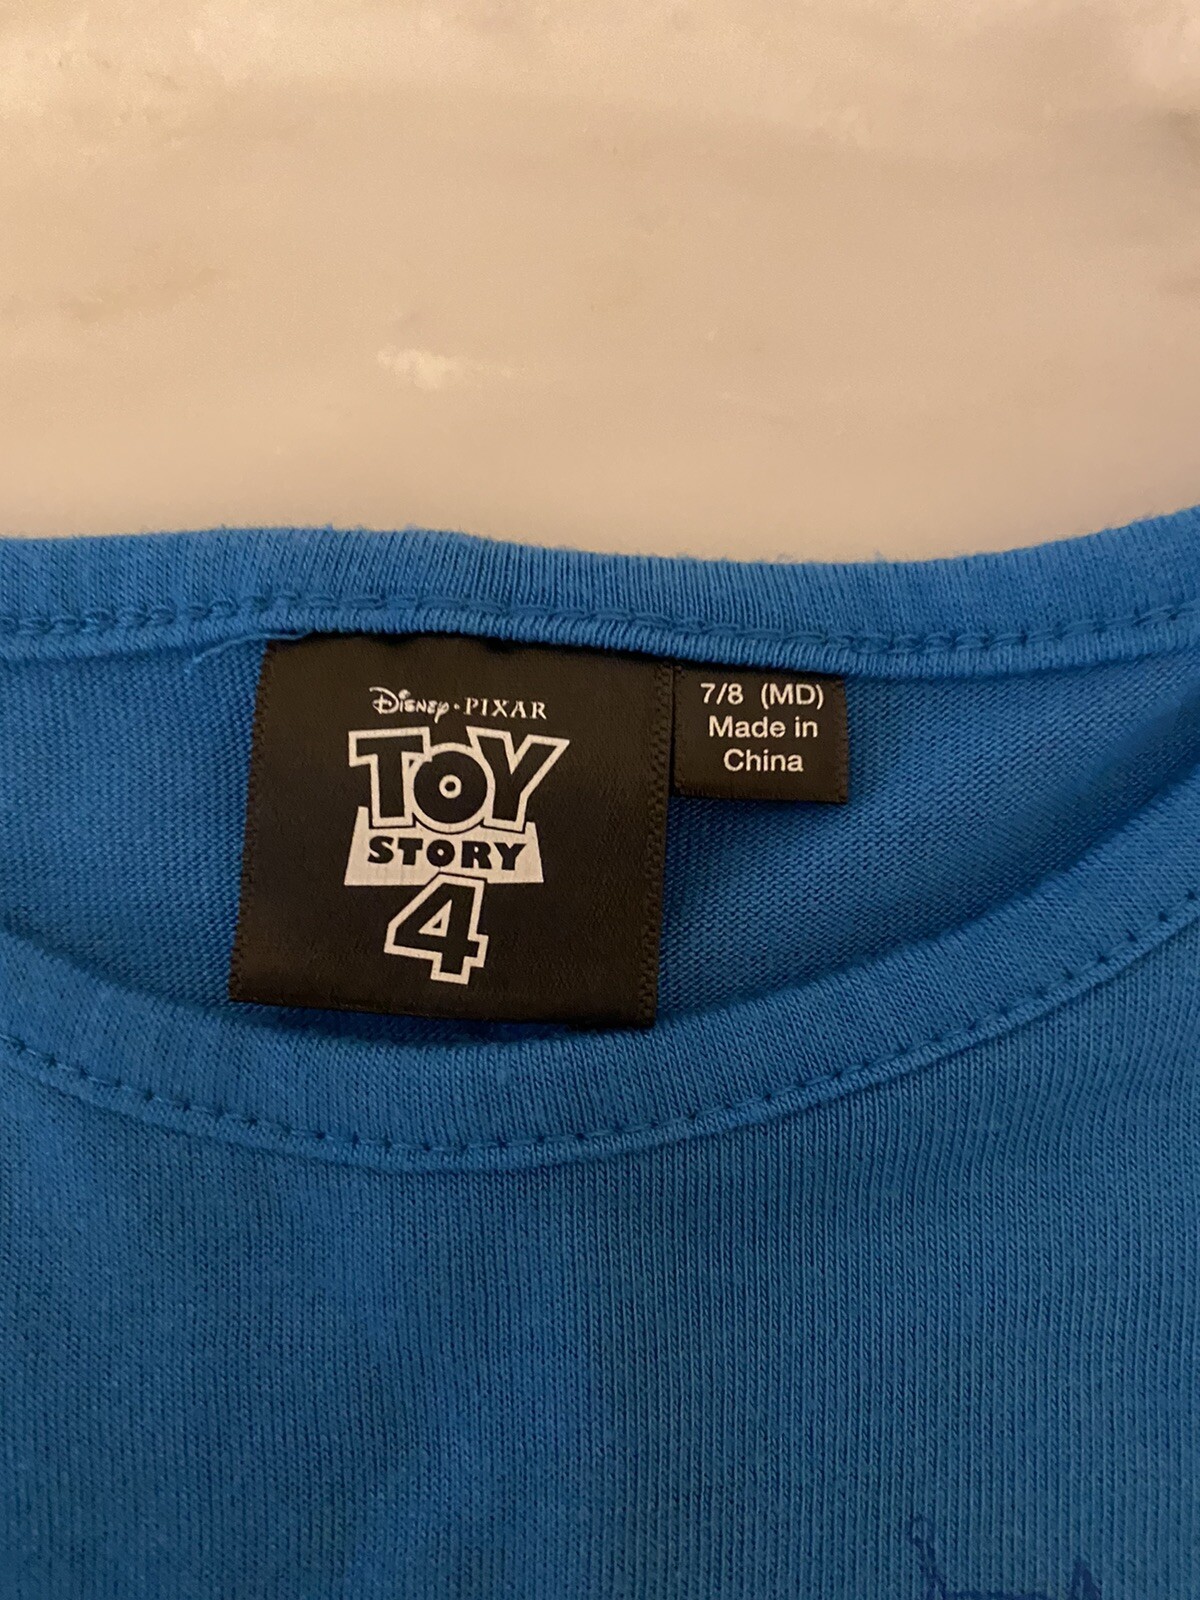 Disney · PIXAR
TOY
STORY
4
7/8 (MD)
Made in
China